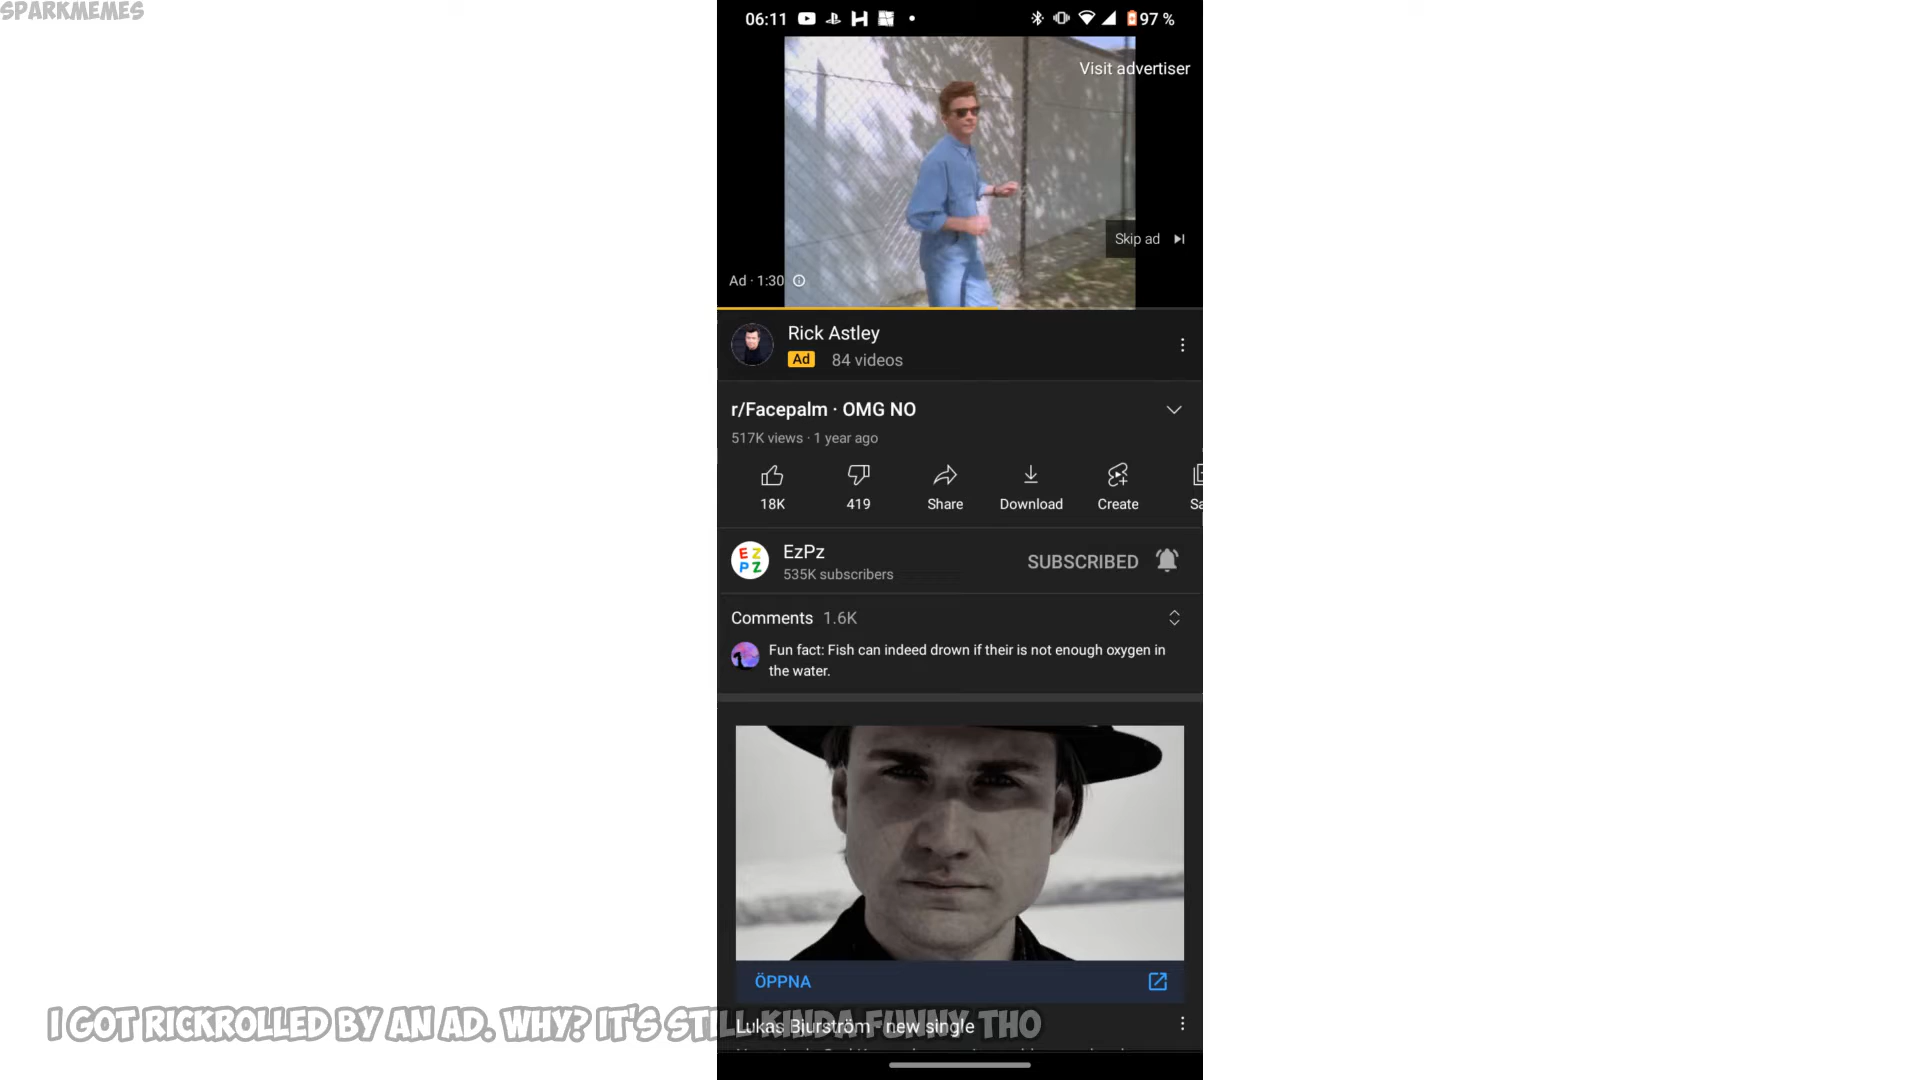 SPARKMEMES
06:11
97 %
Visit advertiser
Skip ad
Ad · 1:30
Rick Astley
Ad 84 videos
r/Facepalm · OMG NO
517K views · 1 year ago
18K 419 Share Download Create Sa
EZ
PZ
EzPz
535K subscribers
SUBSCRIBED
Comments 1.6K
Fun fact: Fish can indeed drown if their is not enough oxygen in
the water.
ÖPPNA
Lukas Bjurström new single
I GOT RICKROLLED BY AN AD. WHY? IT'S STILL KINDA FUNNY THO